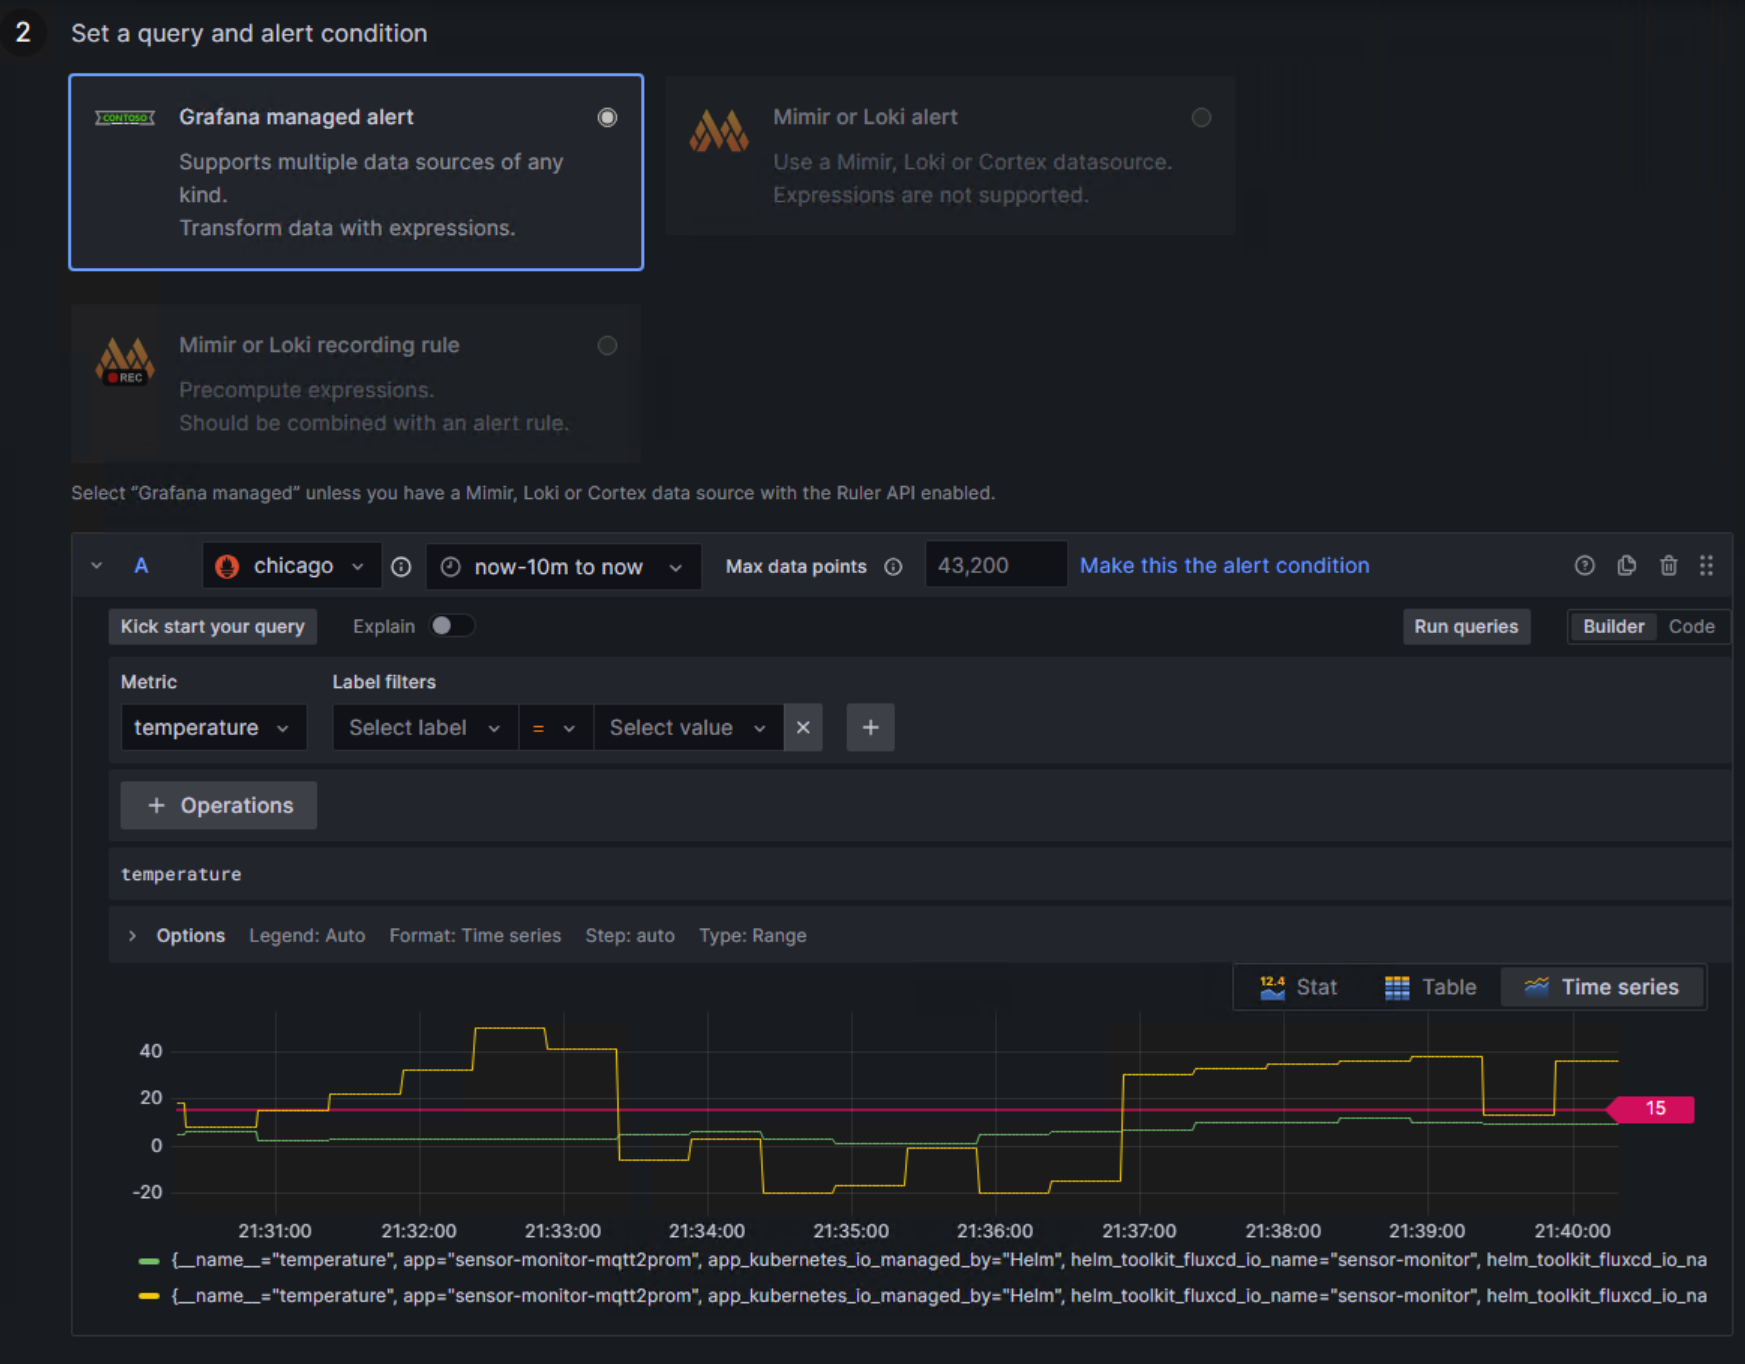 2 Set a query and alert condition
CONTOSO Grafana managed alert
Supports multiple data sources of any
kind.
Transform data with expressions.
Mimir or Loki alert
Use a Mimir, Loki or Cortex datasource.
Expressions are not supported.
REC
Mimir or Loki recording rule
Precompute expressions.
Should be combined with an alert rule.
Select “Grafana managed” unless you have a Mimir, Loki or Cortex data source with the Ruler API enabled.
A chicago now-10m to now Max data points 43,200 Make this the alert condition
Kick start your query Explain Run queries Builder Code
Metric Label filters
temperature Select label = Select value × +
+ Operations
temperature
> Options Legend: Auto Format: Time series Step: auto Type: Range
12.4 Stat Table Time series
40
20
15
0
-20
21:31:00 21:32:00 21:33:00 21:34:00 21:35:00 21:36:00 21:37:00 21:38:00 21:39:00 21:40:00
{__name__="temperature", app="sensor-monitor-mqtt2prom", app_kubernetes_io_managed_by="Helm", helm_toolkit_fluxcd_io_name="sensor-monitor", helm_toolkit_fluxcd_io_na
{__name__="temperature", app="sensor-monitor-mqtt2prom", app_kubernetes_io_managed_by="Helm", helm_toolkit_fluxcd_io_name="sensor-monitor", helm_toolkit_fluxcd_io_na